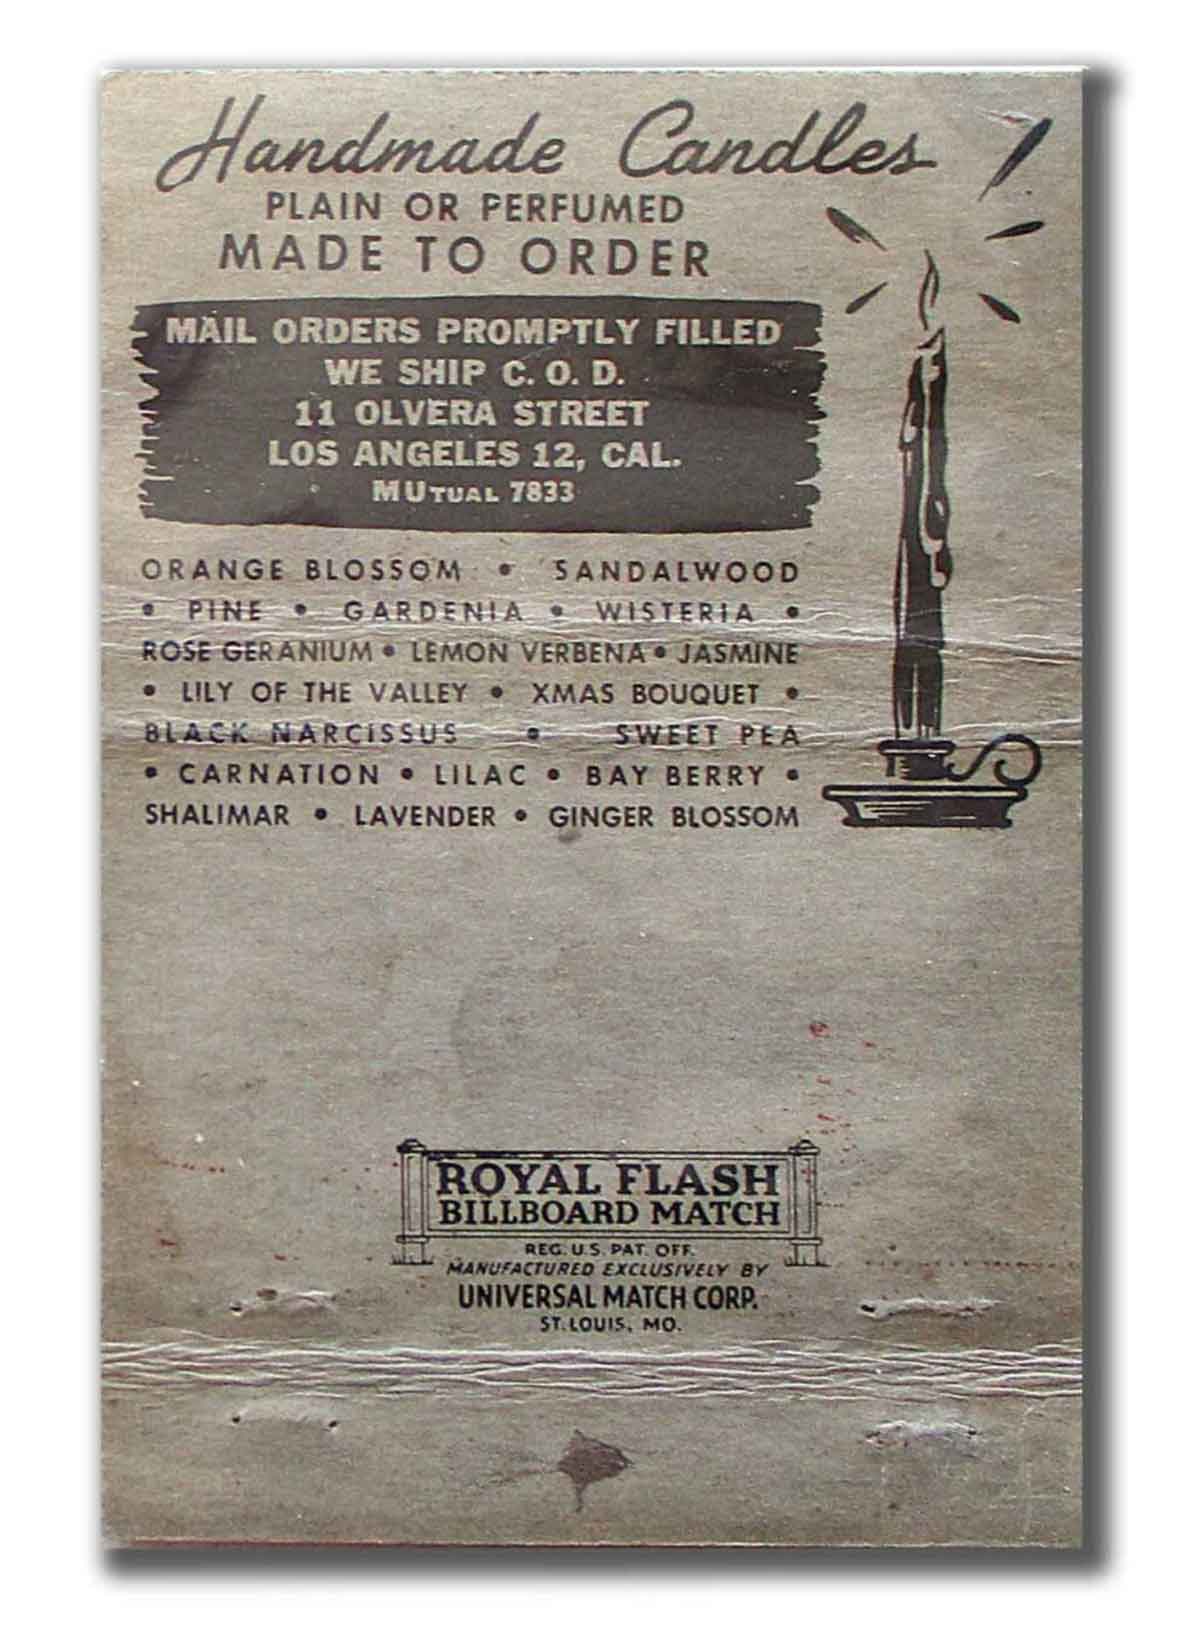 Handmade Candles
PLAIN OR PERFUMED
MADE TO ORDER
MAIL ORDERS PROMPTLY FILLED
WE SHIP C. O. D.
11 OLVERA STREET
LOS ANGELES 12, CAL.
MUTUAL 7833
ORANGE BLOSSOM • SANDALWOOD
• PINE • GARDENIA • WISTERIA •
ROSE GERANIUM • LEMON VERBENA • JASMINE
• LILY OF THE VALLEY • XMAS BOUQUET •
BLACK NARCISSUS • SWEET PEA
• CARNATION • LILAC • BAY BERRY •
SHALIMAR • LAVENDER • GINGER BLOSSOM
ROYAL FLASH
BILLBOARD MATCH
REG. U.S. PAT. OFF.
MANUFACTURED EXCLUSIVELY BY
UNIVERSAL MATCH CORP.
ST. LOUIS, MO.